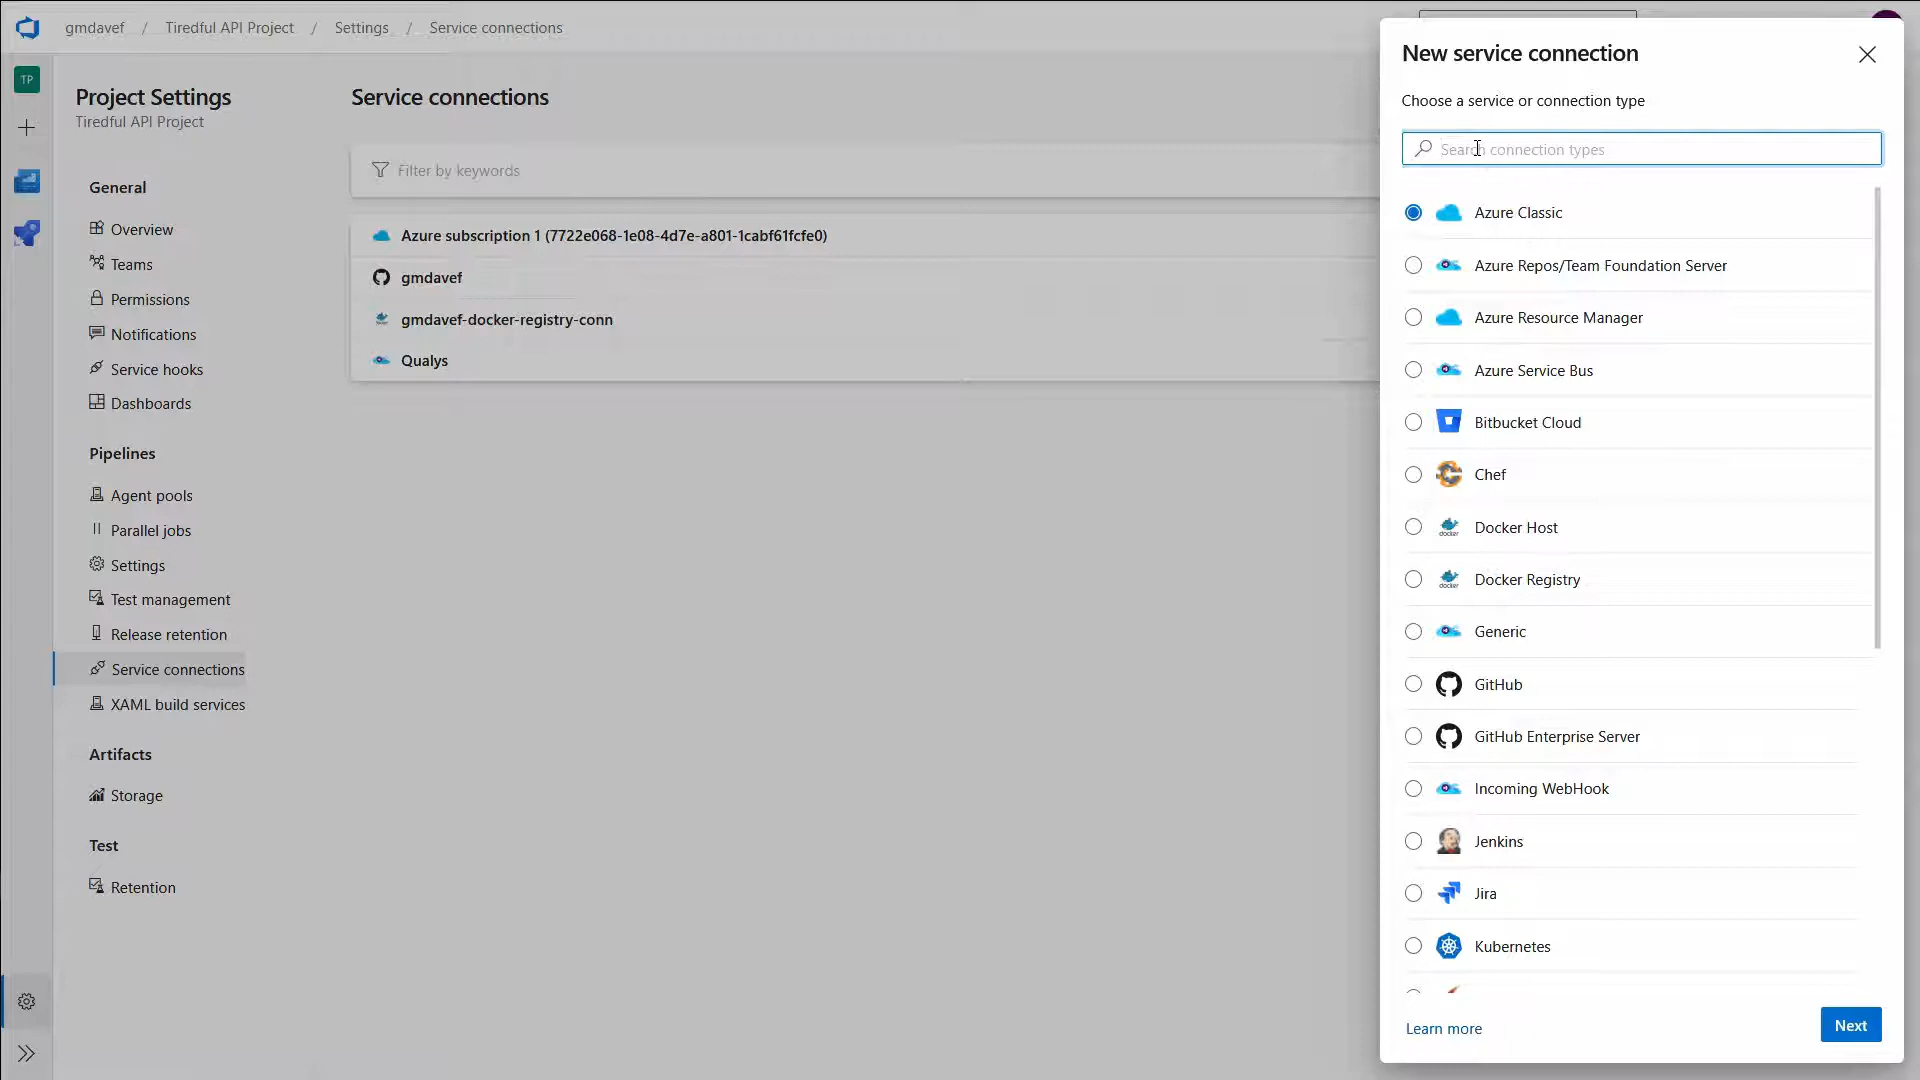 gmdavef / Tiredful API Project / Settings / Service connections
TP
Project Settings
Tiredful API Project
General
Overview
Teams
Permissions
Notifications
Service hooks
Dashboards
Pipelines
Agent pools
Parallel jobs
Settings
Test management
Release retention
Service connections
XAML build services
Artifacts
Storage
Test
Retention
Service connections
Filter by keywords
Azure subscription 1 (7722e068-1e08-4d7e-a801-1cabf61fcfe0)
gmdavef
gmdavef-docker-registry-conn
Qualys
New service connection
Choose a service or connection type
Search connection types
Azure Classic
Azure Repos/Team Foundation Server
Azure Resource Manager
Azure Service Bus
Bitbucket Cloud
Chef
docker
Docker Host
docker
Docker Registry
Generic
GitHub
GitHub Enterprise Server
Incoming WebHook
Jenkins
Jira
Kubernetes
Learn more
Next